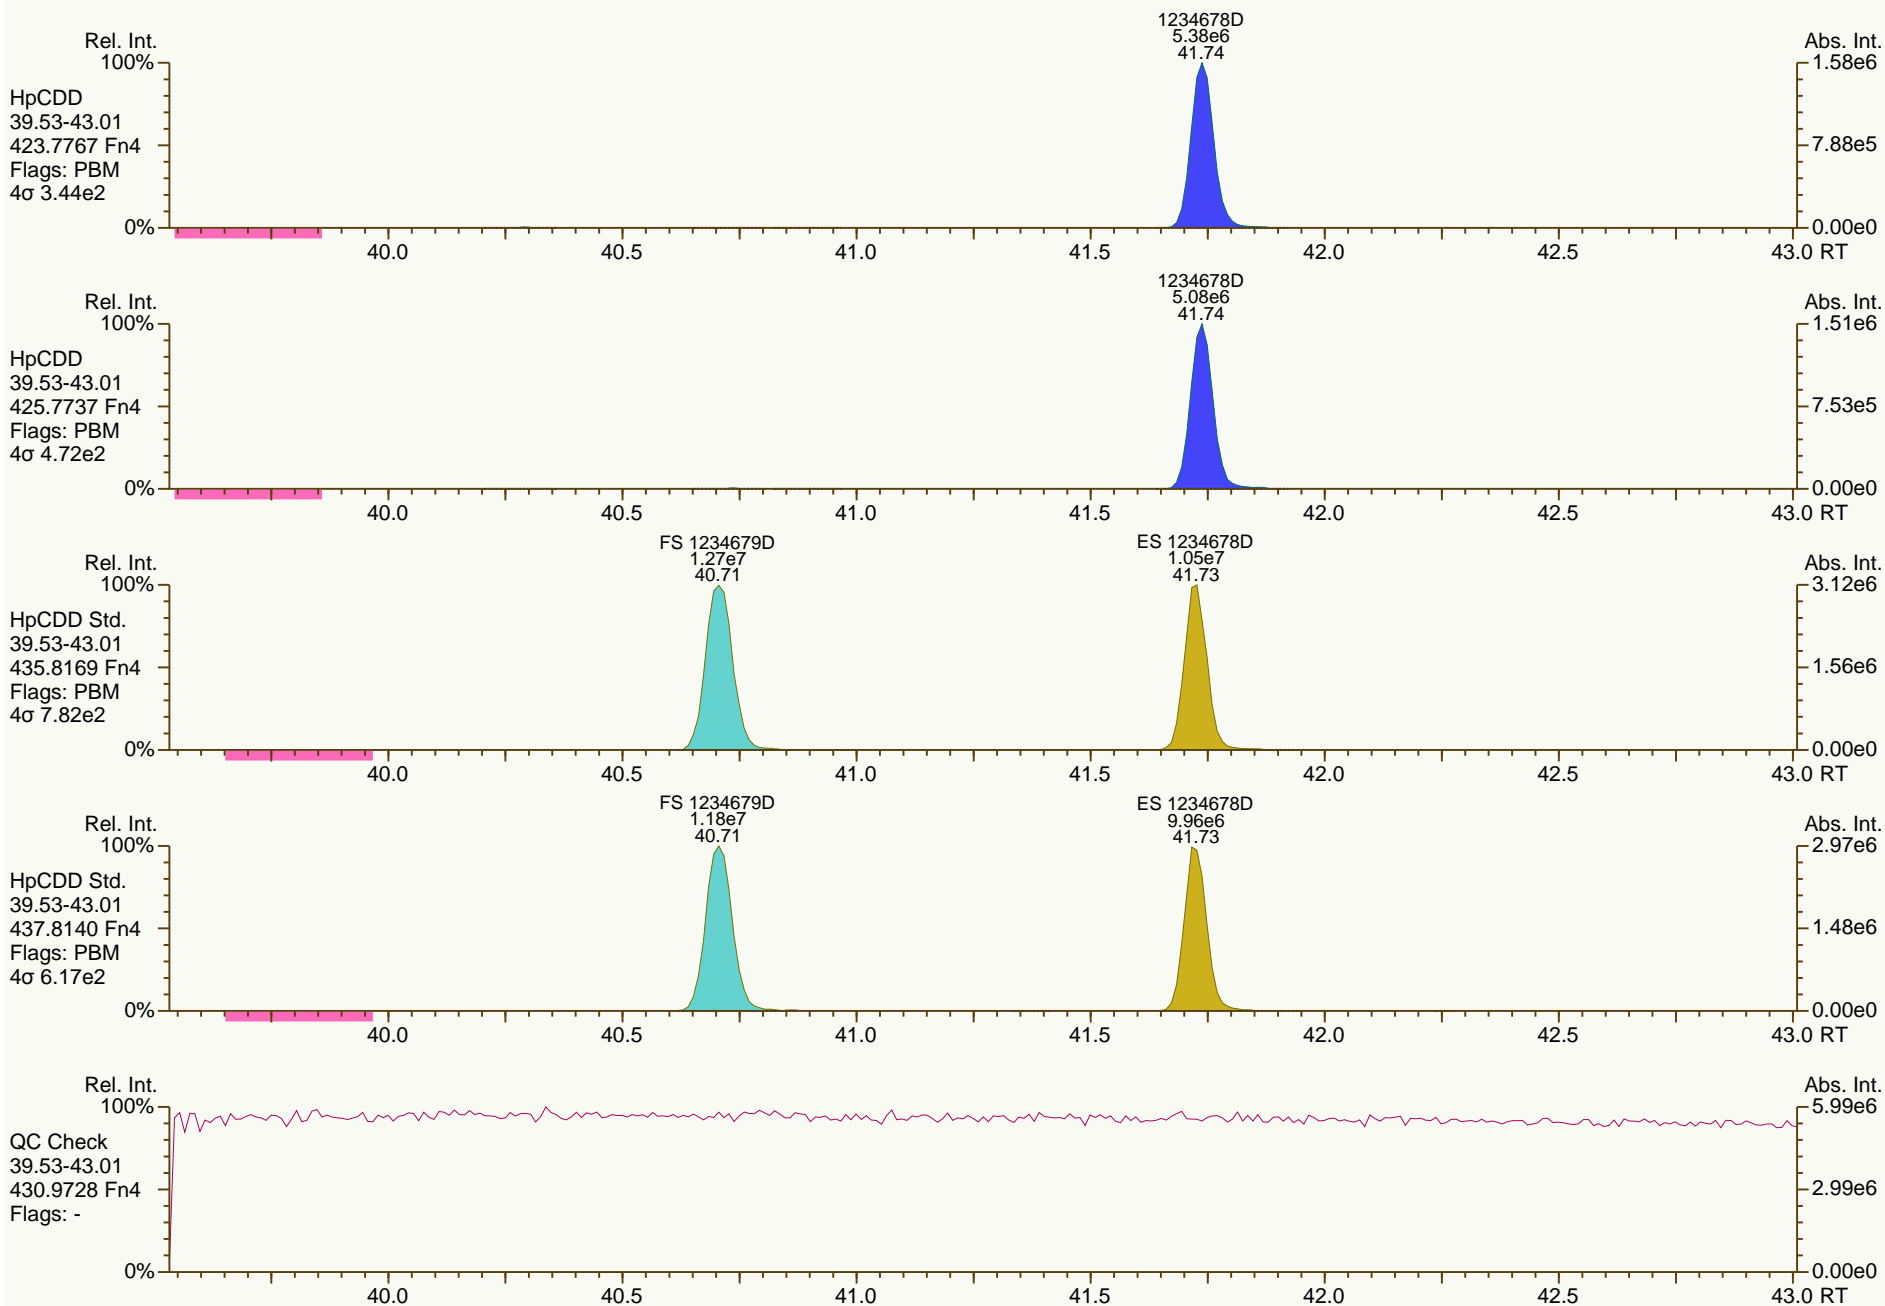 1234678D
5.38e6
41.74
Rel. Int.
Abs. Int.
100%
1.58e6
HpCDD
39.53-43.01
423.7767 Fn4
7.88e5
Flags: PBM
4σ 3.44e2
0%
0.00e0
40.0 40.5 41.0 41.5 42.0 42.5 43.0 RT
1234678D
5.08e6
41.74
Rel. Int.
Abs. Int.
100%
1.51e6
HpCDD
39.53-43.01
425.7737 Fn4
7.53e5
Flags: PBM
4σ 4.72e2
0%
0.00e0
40.0 40.5 41.0 41.5 42.0 42.5 43.0 RT
FS 1234679D
1.27e7
40.71
ES 1234678D
1.05e7
41.73
Rel. Int.
Abs. Int.
100%
3.12e6
HpCDD Std.
39.53-43.01
435.8169 Fn4
1.56e6
Flags: PBM
4σ 7.82e2
0%
0.00e0
40.0 40.5 41.0 41.5 42.0 42.5 43.0 RT
FS 1234679D
1.18e7
40.71
ES 1234678D
9.96e6
41.73
Rel. Int.
Abs. Int.
100%
2.97e6
HpCDD Std.
39.53-43.01
437.8140 Fn4
1.48e6
Flags: PBM
4σ 6.17e2
0%
0.00e0
40.0 40.5 41.0 41.5 42.0 42.5 43.0 RT
Rel. Int.
Abs. Int.
100%
5.99e6
QC Check
39.53-43.01
430.9728 Fn4
2.99e6
Flags: -
0%
0.00e0
40.0 40.5 41.0 41.5 42.0 42.5 43.0 RT